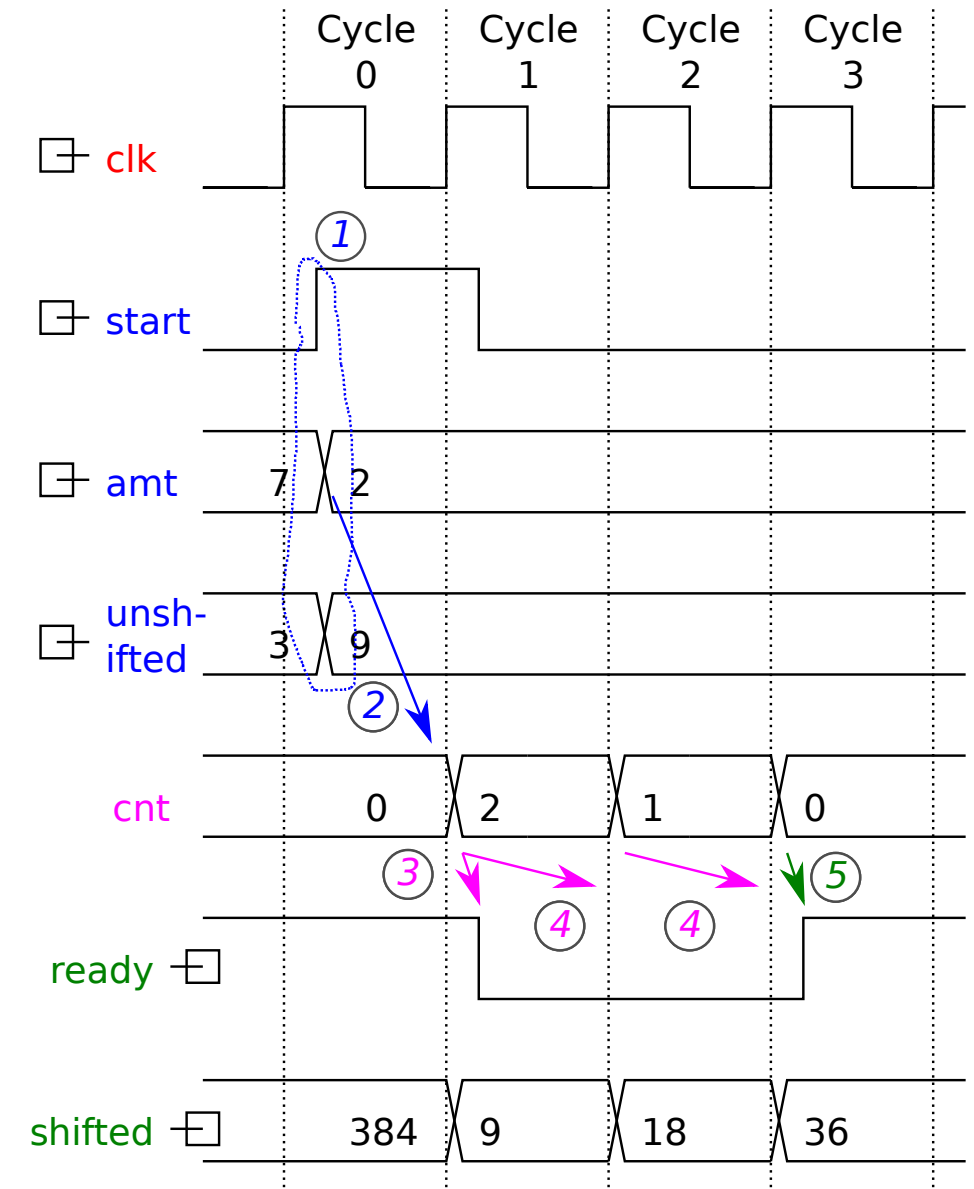 Cycle Cycle Cycle Cycle
0 1 2 3
clk
1
start
amt 7 2
unsh-
ifted 3 9
2
cnt 0 2 1 0
3 5
4 4
ready
shifted 384 9 18 36